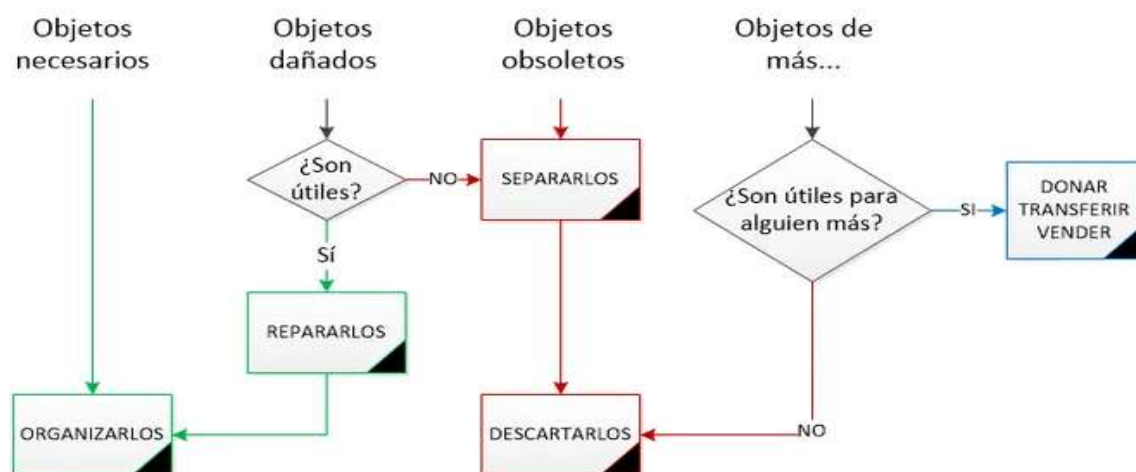 Objetos
necesarios
Objetos
dañados
Objetos
obsoletos
Objetos de
más...
¿Son
útiles?
NO
SEPARARLOS
¿Son útiles para
alguien más?
SI
DONAR
TRANSFERIR
VENDER
Sí
REPARARLOS
ORGANIZARLOS
DESCARTARLOS
NO